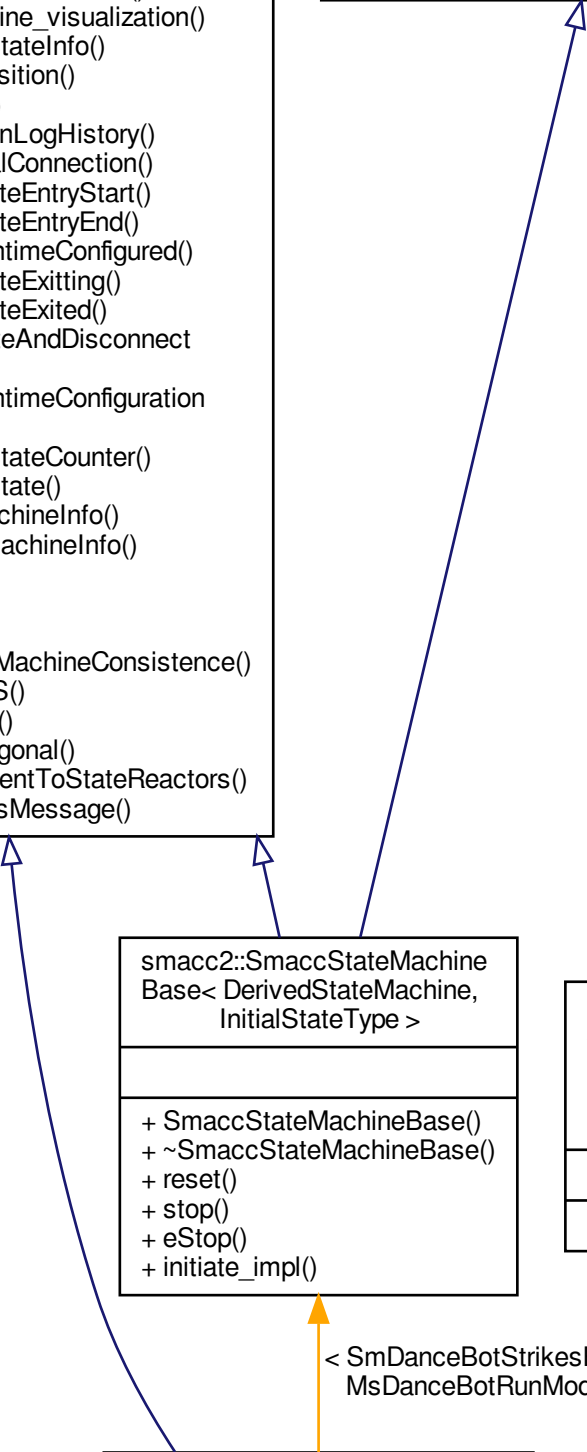 ine_visualization()
tateInfo()
sition()
)
nLogHistory()
lConnection()
teEntryStart()
teEntryEnd()
ntimeConfigured()
teExitting()
teExited()
eAndDisconnect
ntimeConfiguration
tateCounter()
tate()
chineInfo()
achineInfo()
MachineConsistence()
S()
()
gonal()
entToStateReactors()
sMessage()
smacc2::SmaccStateMachine
Base< DerivedStateMachine,
InitialStateType >
+ SmaccStateMachineBase()
+ ~SmaccStateMachineBase()
+ reset()
+ stop()
+ eStop()
+ initiate_impl()
< SmDanceBotStrikes
MsDanceBotRunMo